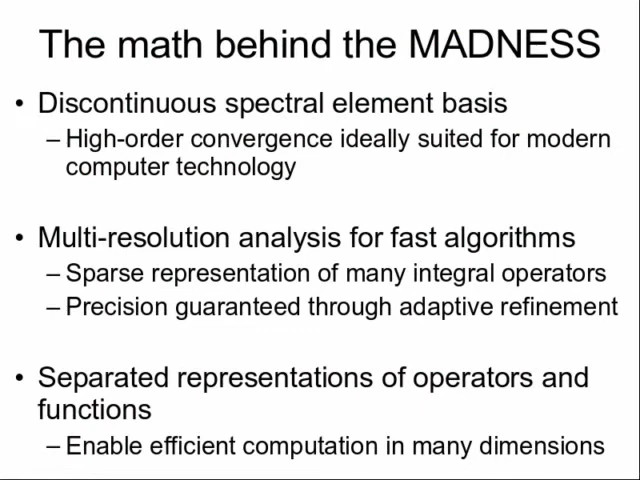 The math behind the MADNESS
• Discontinuous spectral element basis
– High-order convergence ideally suited for modern
computer technology
• Multi-resolution analysis for fast algorithms
– Sparse representation of many integral operators
– Precision guaranteed through adaptive refinement
• Separated representations of operators and
functions
– Enable efficient computation in many dimensions